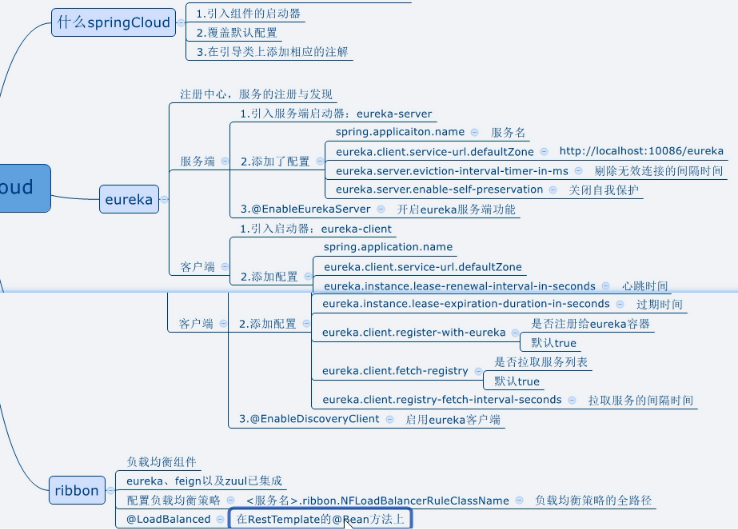 什么springCloud
1.引入组件的启动器
2.覆盖默认配置
3.在引导类上添加相应的注解
oud
eureka
注册中心，服务的注册与发现
服务端
1.引入服务端启动器：eureka-server
2.添加了配置
spring.applicaiton.name 服务名
eureka.client.service-url.defaultZone http://localhost:10086/eureka
eureka.server.eviction-interval-timer-in-ms 剔除无效连接的间隔时间
eureka.server.enable-self-preservation 关闭自我保护
3.@EnableEurekaServer 开启eureka服务端功能
客户端
1.引入启动器：eureka-client
2.添加配置
spring.application.name
eureka.client.service-url.defaultZone
eureka.instance.lease-renewal-interval-in-seconds 心跳时间
客户端
2.添加配置
eureka.instance.lease-expiration-duration-in-seconds 过期时间
eureka.client.register-with-eureka
是否注册给eureka容器
默认true
eureka.client.fetch-registry
是否拉取服务列表
默认true
eureka.client.registry-fetch-interval-seconds 拉取服务的间隔时间
3.@EnableDiscoveryClient 启用eureka客户端
ribbon
负载均衡组件
eureka、feign以及zuul已集成
配置负载均衡策略 <服务名>.ribbon.NFLoadBalancerRuleClassName 负载均衡策略的全路径
@LoadBalanced 在RestTemplate的@Bean方法上